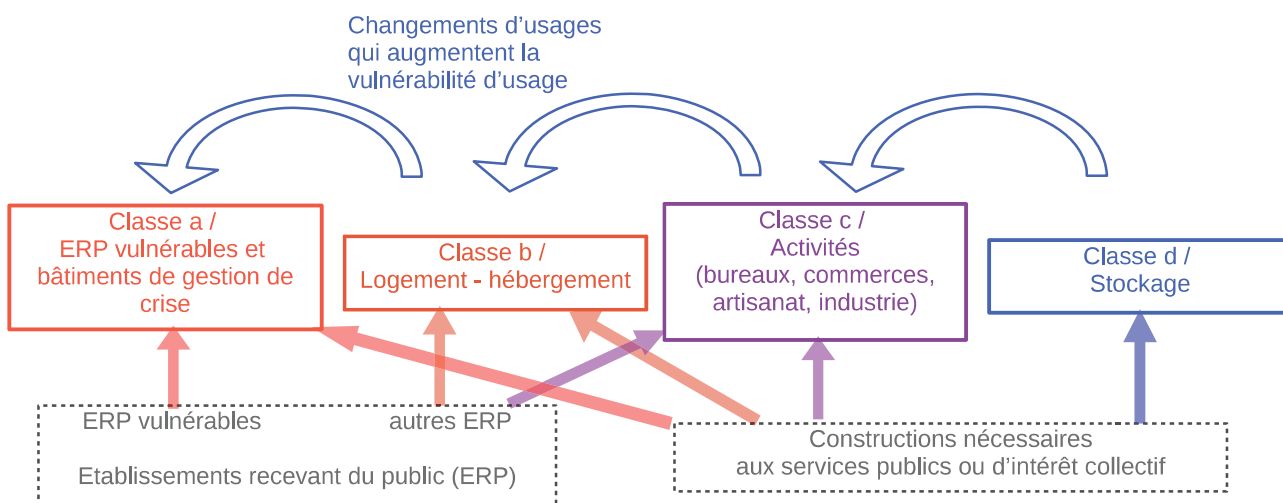 Changements d’usages
qui augmentent la
vulnérabilité d’usage
Classe a /
ERP vulnérables et
bâtiments de gestion de
crise
Classe b /
Logement - hébergement
Classe c /
Activités
(bureaux, commerces,
artisanat, industrie)
Classe d /
Stockage
ERP vulnérables
autres ERP
Etablissements recevant du public (ERP)
Constructions nécessaires
aux services publics ou d’intérêt collectif